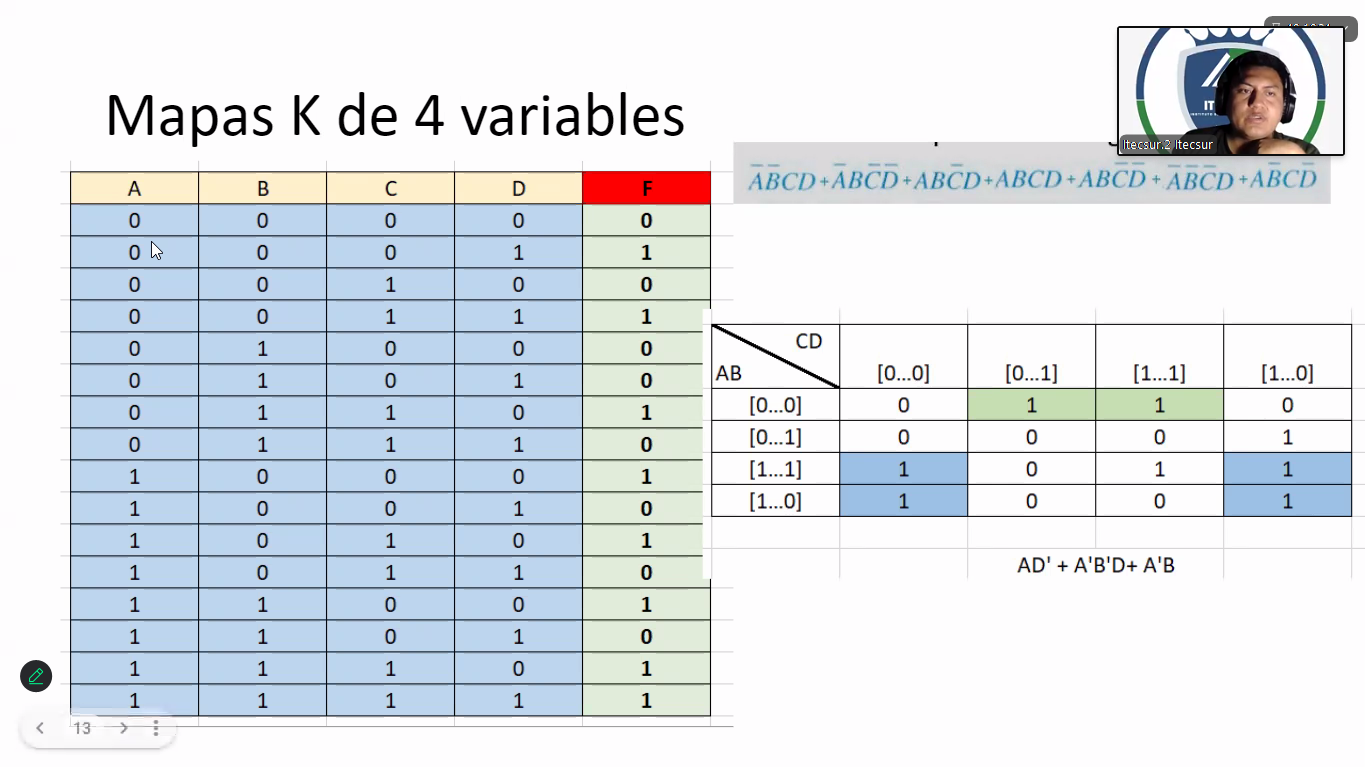 Mapas K de 4 variables
Itecsur.2 Itecsur
A̅B̅CD + A̅BC̅D̅ + AB̅CD + ABCD + ABC̅D̅ + A̅B̅C̅D + AB̅CD̅
A B C D F
0 0 0 0 0
0 0 0 1 1
0 0 1 0 0
0 0 1 1 1
0 1 0 0 0
0 1 0 1 0
0 1 1 0 1
0 1 1 1 0
1 0 0 0 1
1 0 0 1 0
1 0 1 0 1
1 0 1 1 0
1 1 0 0 1
1 1 0 1 0
1 1 1 0 1
1 1 1 1 1
CD
AB [0...0] [0...1] [1...1] [1...0]
[0...0] 0 1 1 0
[0...1] 0 0 0 1
[1...1] 1 0 1 1
[1...0] 1 0 0 1
AD' + A'B'D+ A'B
13